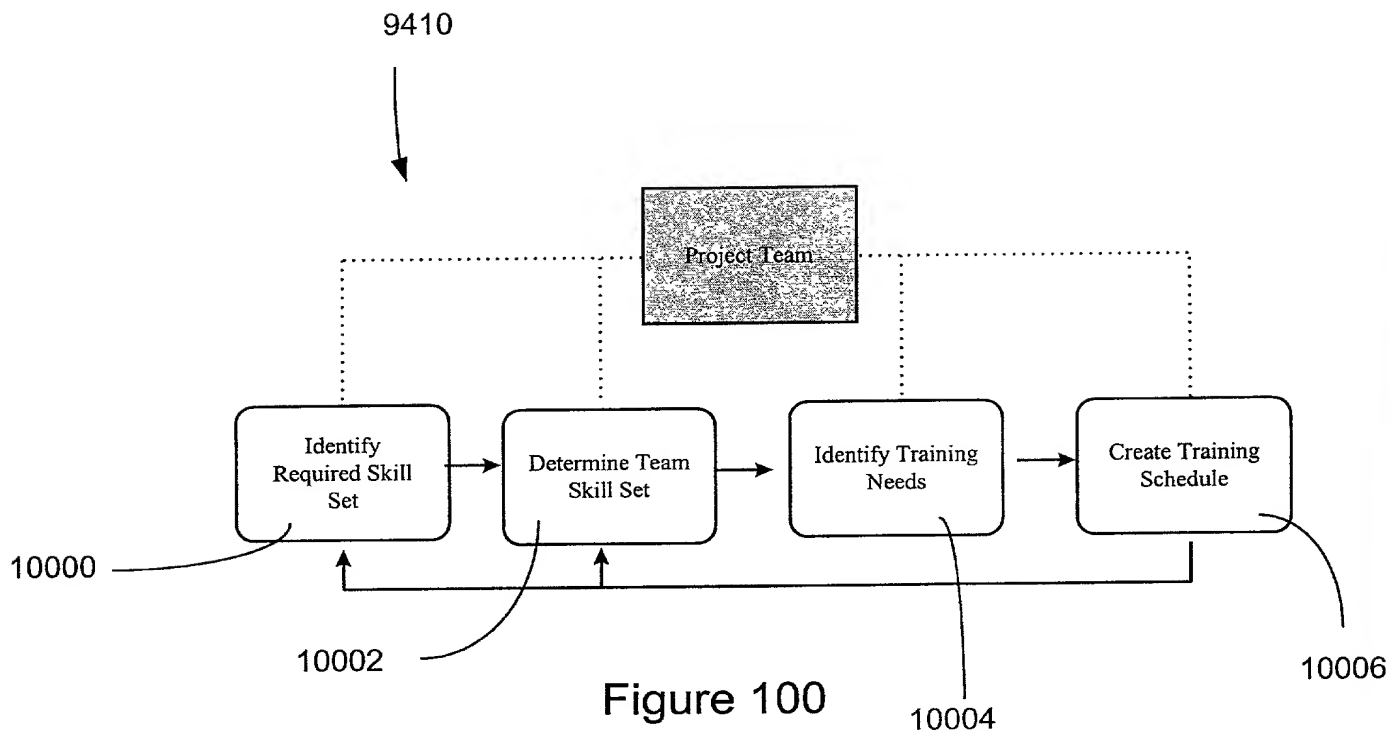 9410
Project Team
Identify
Required Skill
Set
Determine Team
Skill Set
Identify Training
Needs
Create Training
Schedule
10000
10002
10004
10006
Figure 100